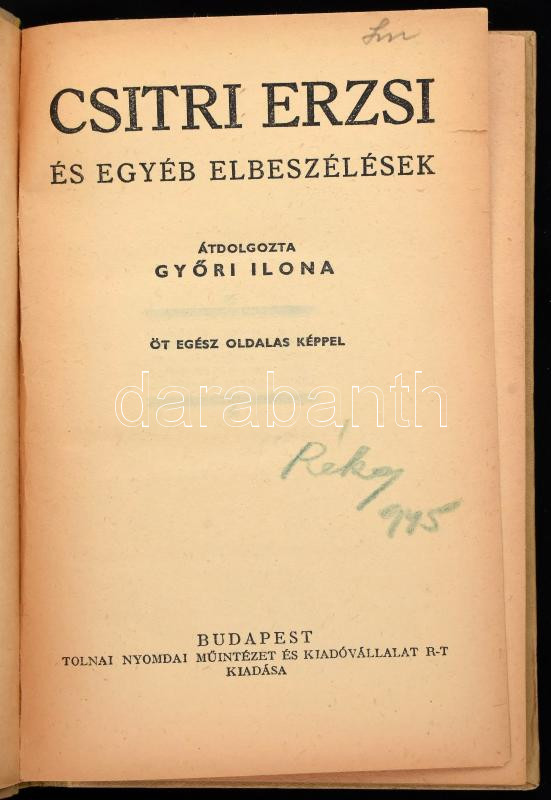 CSITRI ERZSI
ÉS EGYÉB ELBESZÉLÉSEK
ÁTDOLGOZTA
GYŐRI ILONA
ÖT EGÉSZ OLDALAS KÉPPEL
darabanth
945
BUDAPEST
TOLNAI NYOMDAI MŰINTÉZET ÉS KIADÓVÁLLALAT R-T
KIADÁSA